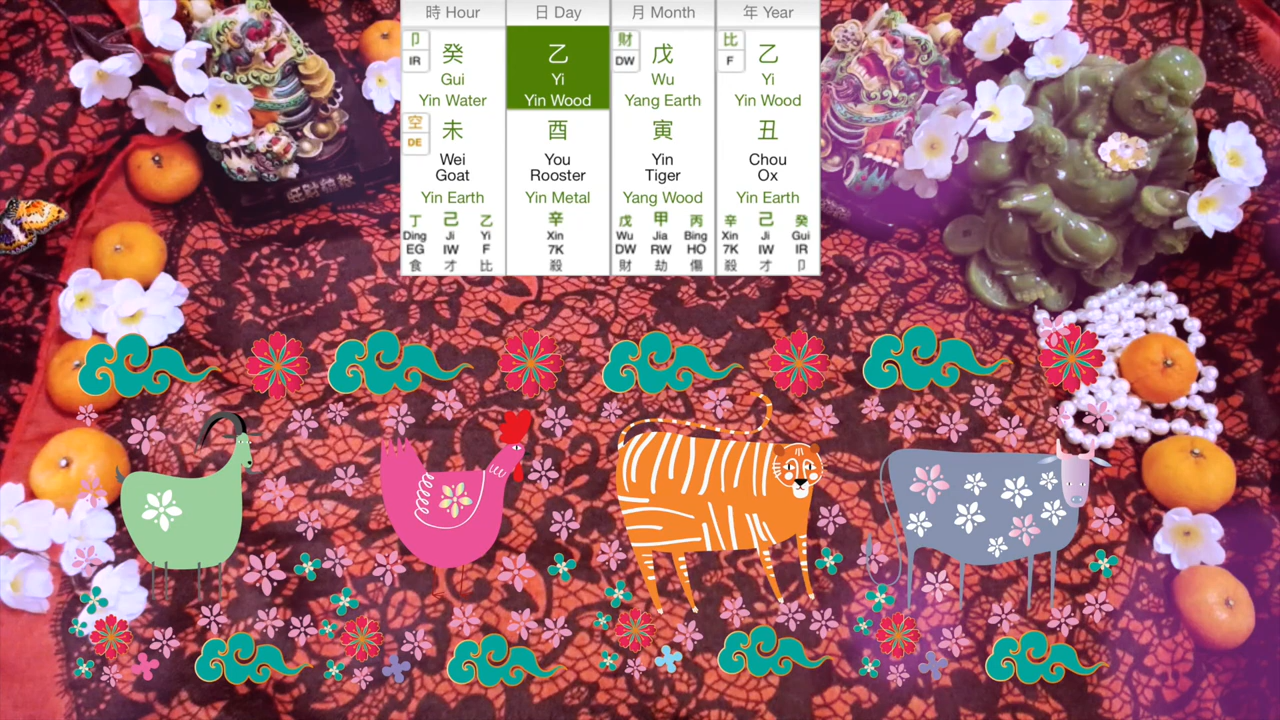 時 Hour
日 Day
月 Month
年 Year
卩
IR
癸
Gui
Yin Water
乙
Yi
Yin Wood
財
DW
戊
Wu
Yang Earth
比
F
乙
Yi
Yin Wood
空
DE
未
Wei
Goat
Yin Earth
酉
You
Rooster
Yin Metal
寅
Yin
Tiger
Yang Wood
丑
Chou
Ox
Yin Earth
丁 己 乙
Ding Ji Yi
EG IW F
食 才 比
辛
Xin
7K
殺
戊 甲 丙
Wu Jia Bing
DW RW HO
財 劫 傷
辛 己 癸
Xin Ji Gui
7K IW IR
殺 才 卩